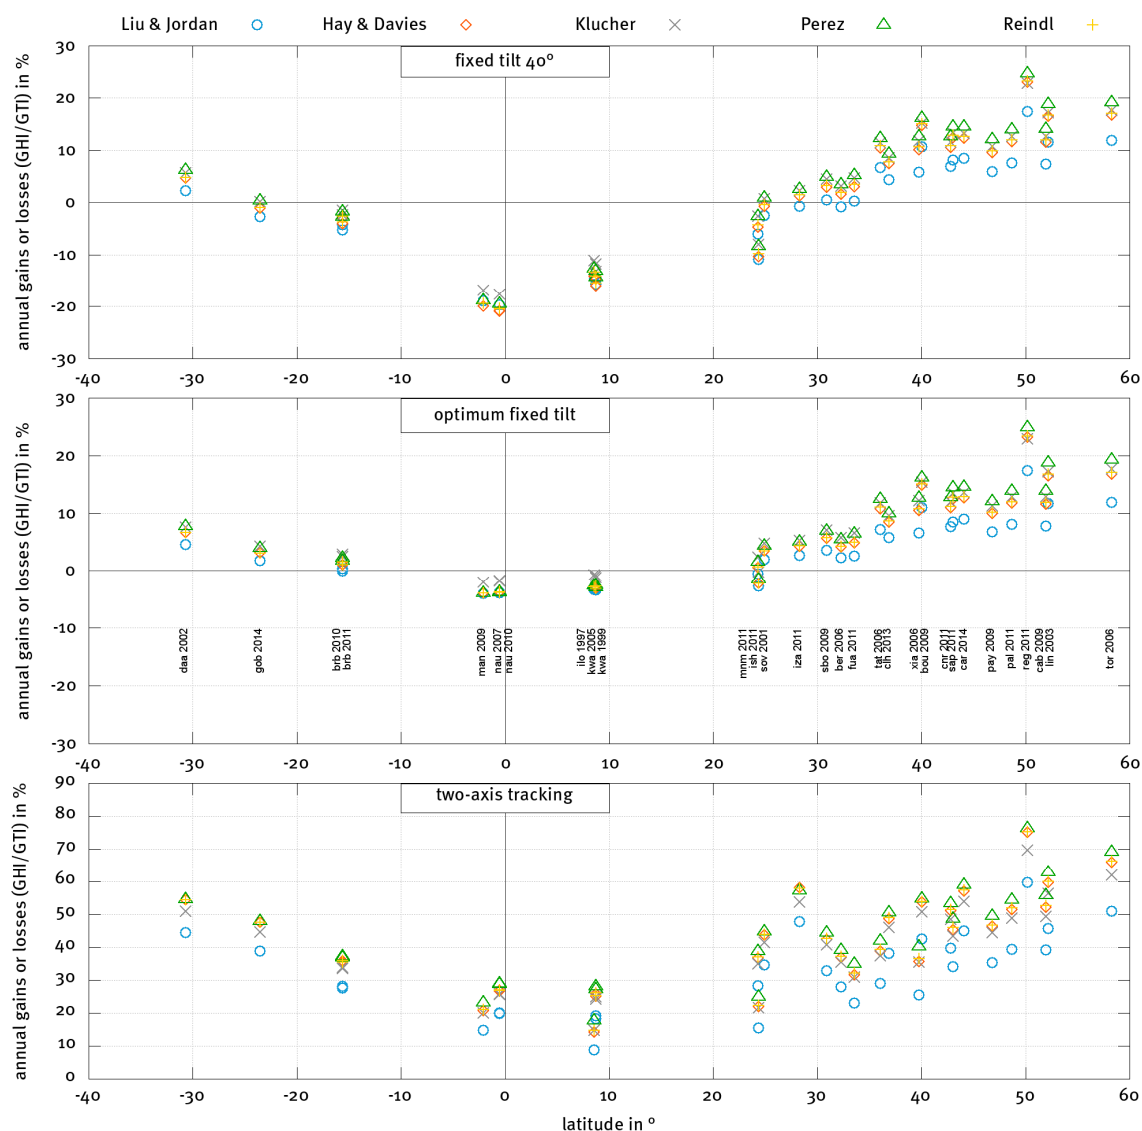 Liu & Jordan Hay & Davies Klucher Perez Reindl
annual gains or losses (GHI/GTI) in %
fixed tilt 40°
30
20
10
0
-10
-20
-30
-40 -30 -20 -10 0 10 20 30 40 50 60
annual gains or losses (GHI/GTI) in %
optimum fixed tilt
30
20
10
0
-10
-20
-30
daa 2002
gob 2014
brb 2010
brb 2011
man 2009
nau 2007
nau 2010
ilo 1997
kwa 2005
kwa 1999
mnm 2011
ish 2011
sov 2001
iza 2011
sbo 2009
ber 2006
fua 2011
tat 2006
clh 2013
xia 2006
bou 2009
cnr 2011
sap 2011
car 2014
pay 2009
pal 2011
reg 2011
cab 2009
lin 2003
tor 2006
-40 -30 -20 -10 0 10 20 30 40 50 60
annual gains or losses (GHI/GTI) in %
two-axis tracking
90
80
70
60
50
40
30
20
10
0
-40 -30 -20 -10 0 10 20 30 40 50 60
latitude in °